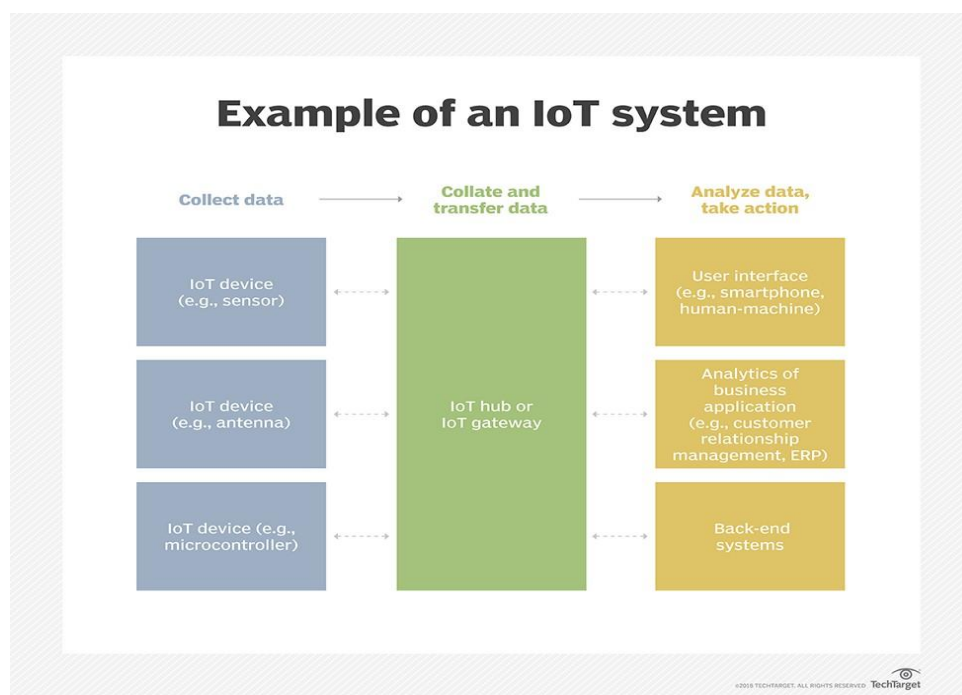 Example of an IoT system
Collect data
Collate and
transfer data
Analyze data,
take action
IoT device
(e.g., sensor)
IoT device
(e.g., antenna)
IoT device (e.g.,
microcontroller)
IoT hub or
IoT gateway
User interface
(e.g., smartphone,
human-machine)
Analytics of
business
application
(e.g., customer
relationship
management, ERP)
Back-end
systems
©2018 TECHTARGET. ALL RIGHTS RESERVED TechTarget